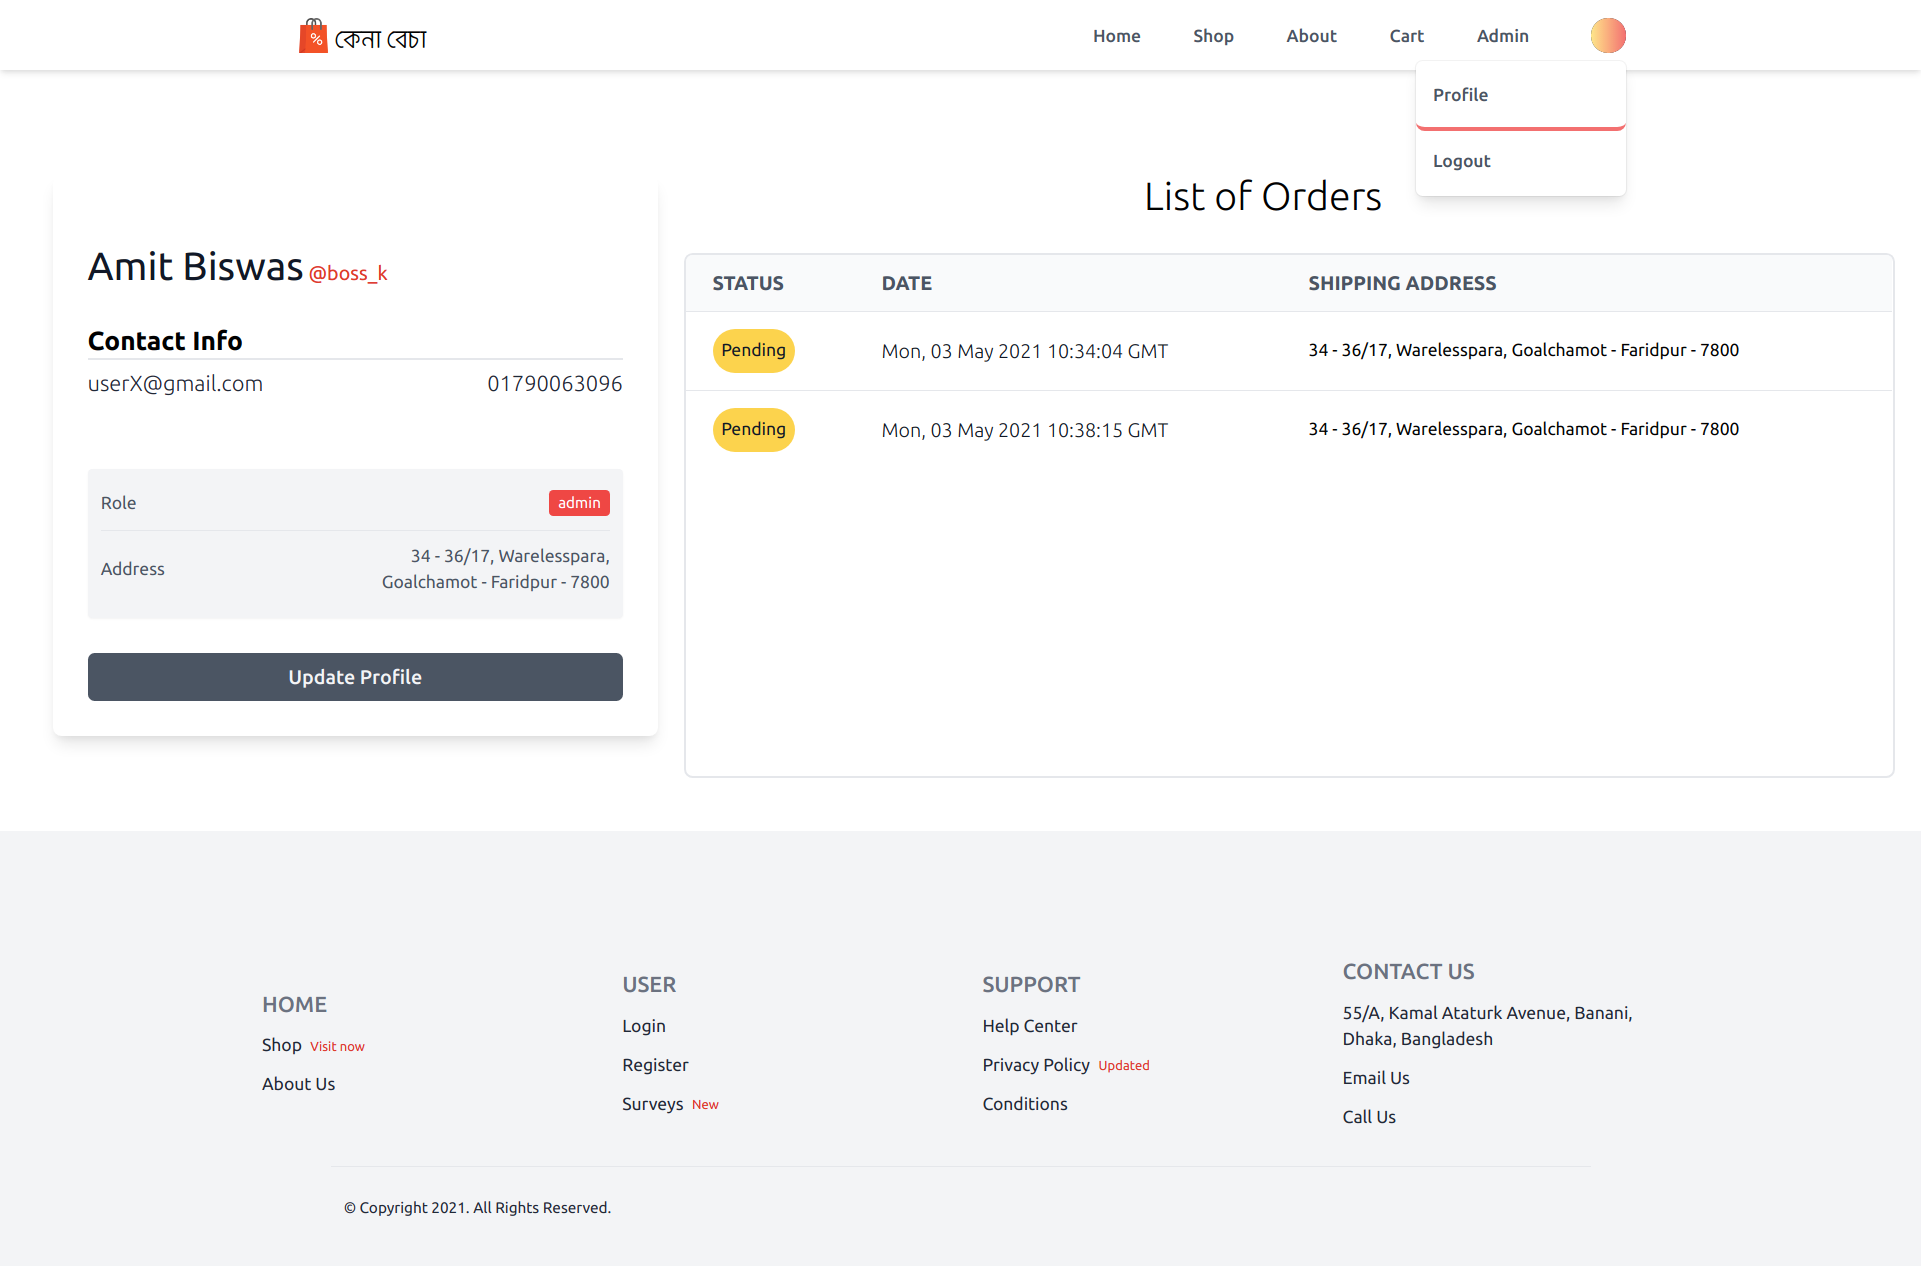 % কেনা বেচা
Home Shop About Cart Admin
Profile
Logout
Amit Biswas @boss_k
Contact Info
userX@gmail.com 01790063096
Role admin
Address 34 - 36/17, Warelesspara,
Goalchamot - Faridpur - 7800
Update Profile
List of Orders
STATUS DATE SHIPPING ADDRESS
Pending Mon, 03 May 2021 10:34:04 GMT 34 - 36/17, Warelesspara, Goalchamot - Faridpur - 7800
Pending Mon, 03 May 2021 10:38:15 GMT 34 - 36/17, Warelesspara, Goalchamot - Faridpur - 7800
HOME
Shop Visit now
About Us
USER
Login
Register
Surveys New
SUPPORT
Help Center
Privacy Policy Updated
Conditions
CONTACT US
55/A, Kamal Ataturk Avenue, Banani,
Dhaka, Bangladesh
Email Us
Call Us
© Copyright 2021. All Rights Reserved.